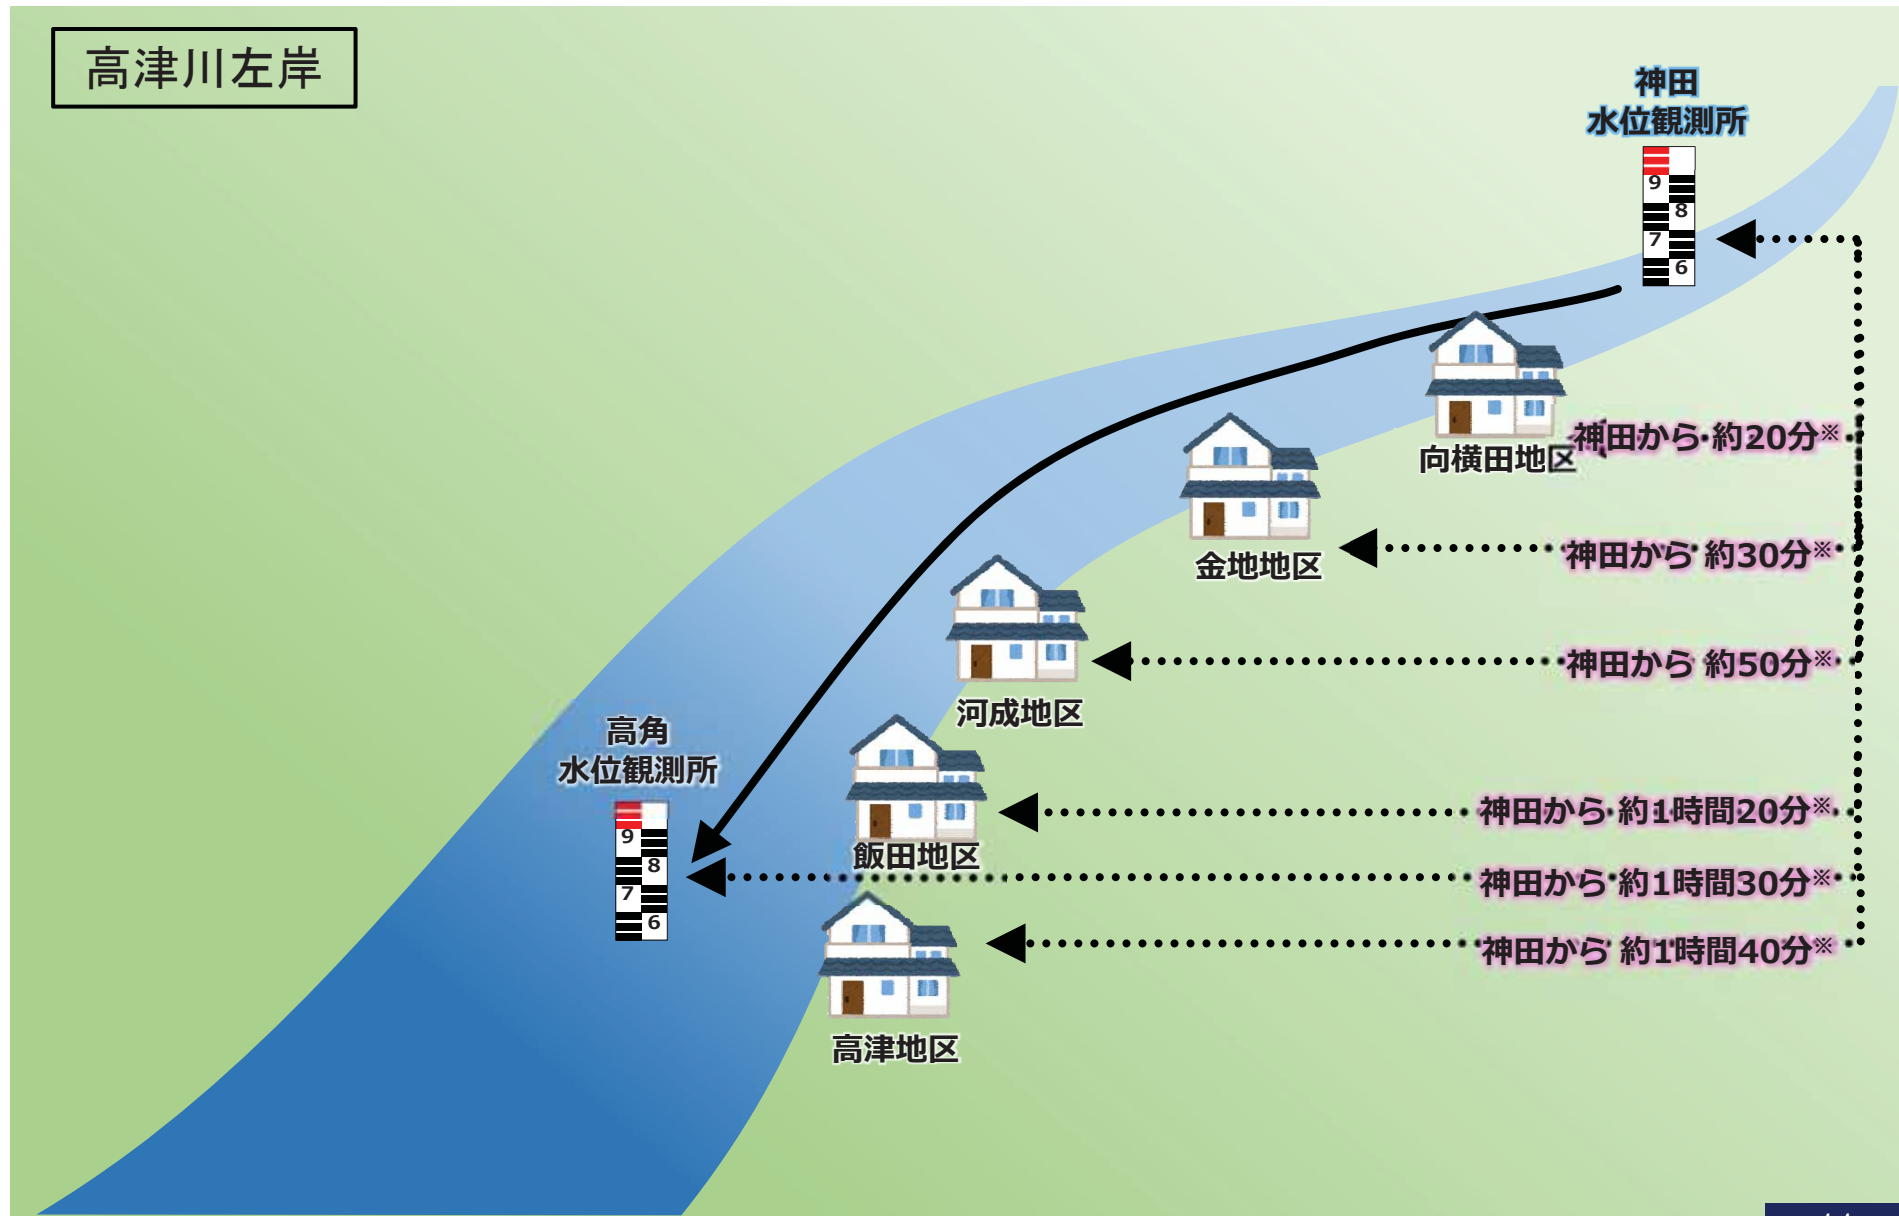 高津川左岸
神田
水位観測所
9
8
7
6
向横田地区
神田から 約20分※
金地地区
神田から 約30分※
河成地区
神田から 約50分※
高角
水位観測所
9
8
7
6
飯田地区
神田から 約1時間20分※
神田から 約1時間30分※
高津地区
神田から 約1時間40分※